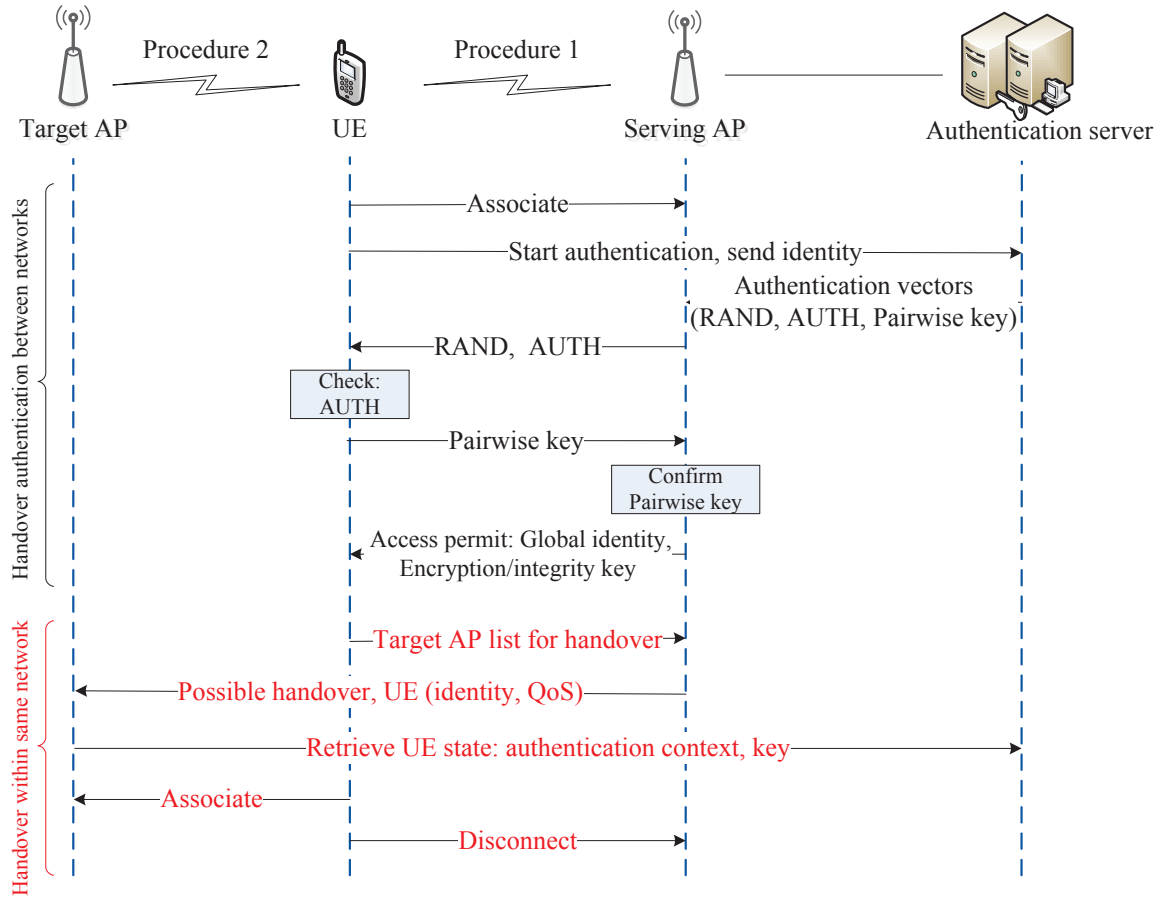 Procedure 2
Procedure 1
Target AP
UE
Serving AP
Authentication server
Handover authentication between networks
Associate
Start authentication, send identity
Authentication vectors
(RAND, AUTH, Pairwise key)
RAND, AUTH
Check:
AUTH
Pairwise key
Confirm
Pairwise key
Access permit: Global identity,
Encryption/integrity key
Handover within same network
Target AP list for handover
Possible handover, UE (identity, QoS)
Retrieve UE state: authentication context, key
Associate
Disconnect